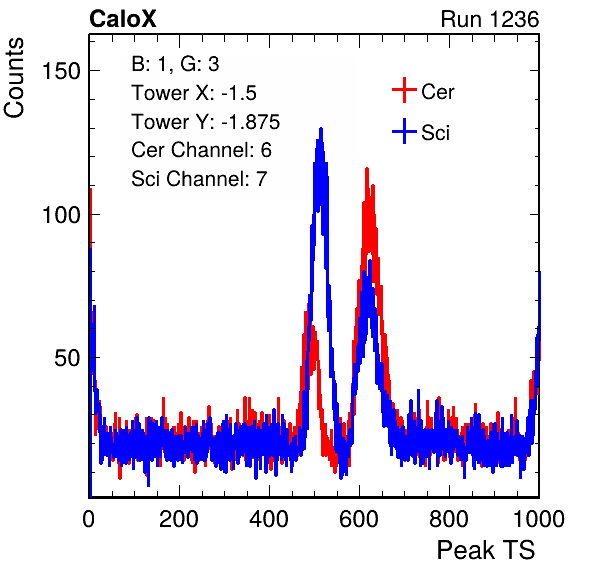 CaloX Run 1236
Counts
150
100
50
B: 1, G: 3
Tower X: -1.5
Tower Y: -1.875
Cer Channel: 6
Sci Channel: 7
Cer
Sci
0 200 400 600 800 1000
Peak TS